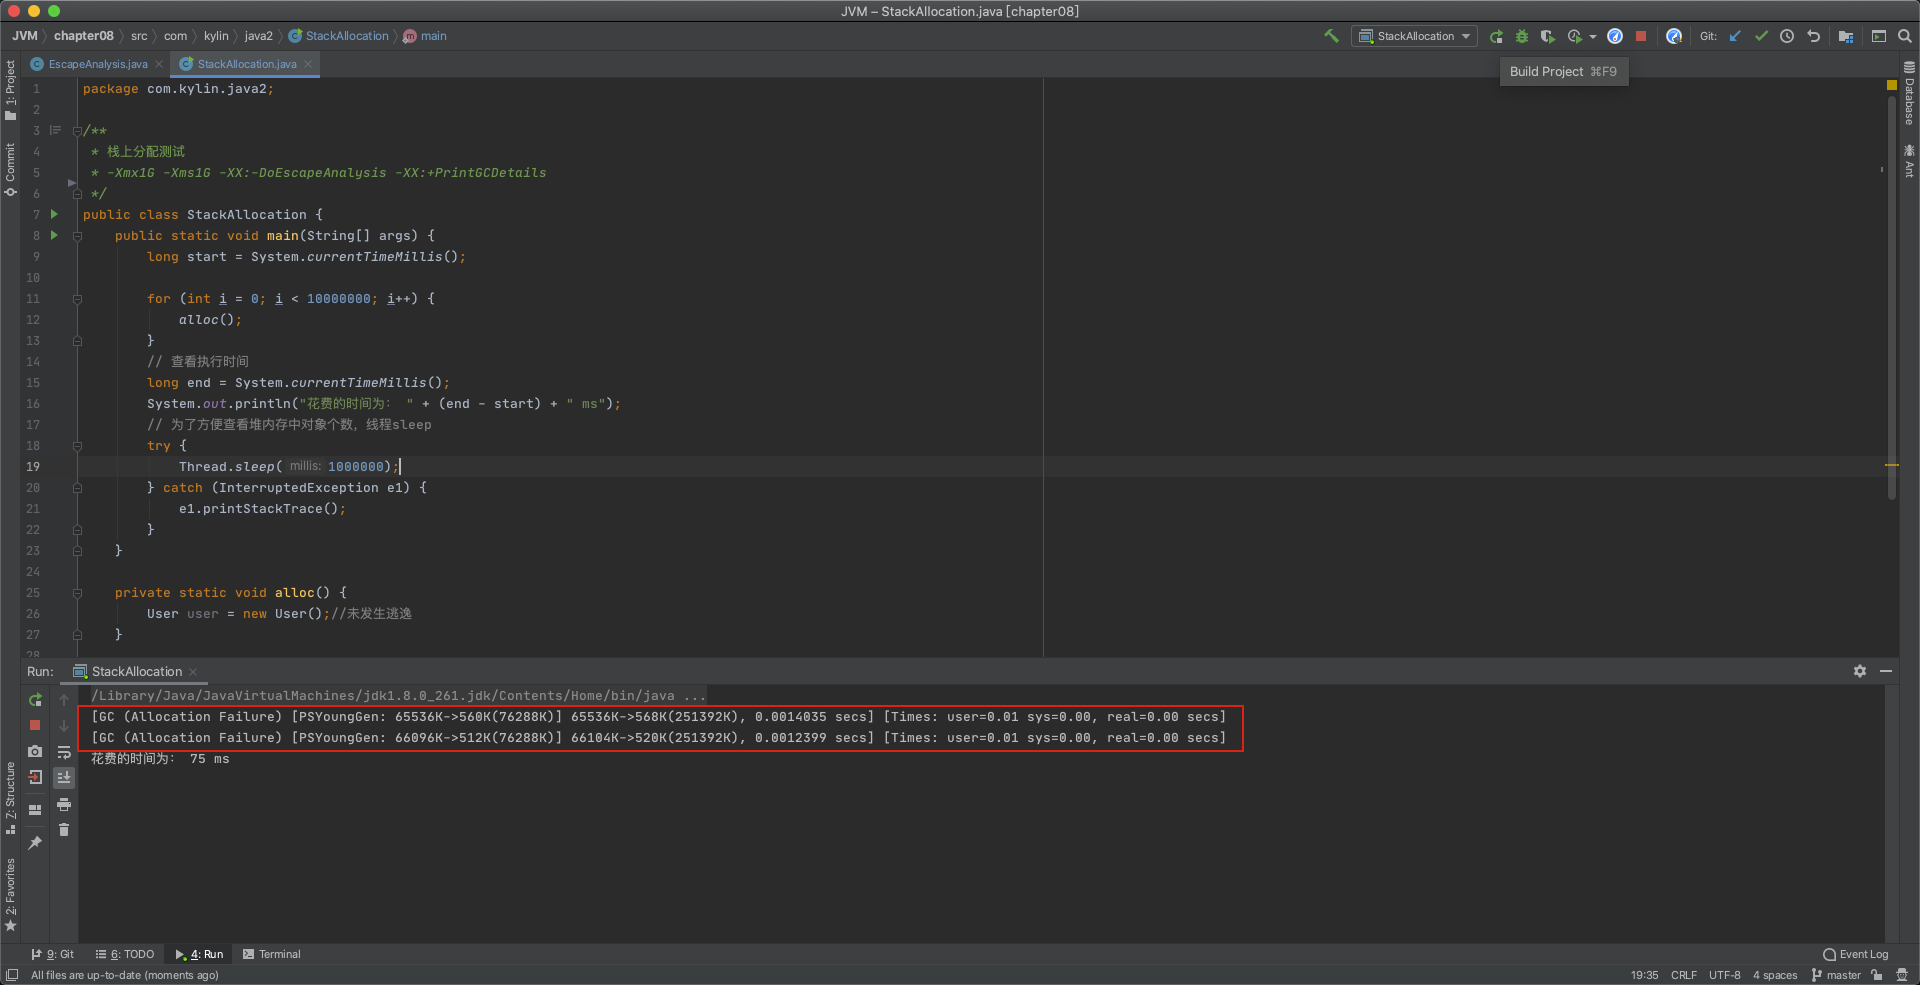 JVM – StackAllocation.java [chapter08]
JVM chapter08 src com kylin java2 StackAllocation main
StackAllocation
Git:
EscapeAnalysis.java
StackAllocation.java
Build Project ⌘F9
1: Project
Commit
Z: Structure
2: Favorites
Database
Ant
1 package com.kylin.java2;
2
3 /**
4 * 栈上分配测试
5 * -Xmx1G -Xms1G -XX:-DoEscapeAnalysis -XX:+PrintGCDetails
6 */
7 public class StackAllocation {
8 public static void main(String[] args) {
9 long start = System.currentTimeMillis();
10
11 for (int i = 0; i < 10000000; i++) {
12 alloc();
13 }
14 // 查看执行时间
15 long end = System.currentTimeMillis();
16 System.out.println("花费的时间为： " + (end - start) + " ms");
17 // 为了方便查看堆内存中对象个数，线程sleep
18 try {
19 Thread.sleep( millis: 1000000);
20 } catch (InterruptedException e1) {
21 e1.printStackTrace();
22 }
23 }
24
25 private static void alloc() {
26 User user = new User();//未发生逃逸
27 }
28
Run: StackAllocation
/Library/Java/JavaVirtualMachines/jdk1.8.0_261.jdk/Contents/Home/bin/java ...
[GC (Allocation Failure) [PSYoungGen: 65536K->560K(76288K)] 65536K->568K(251392K), 0.0014035 secs] [Times: user=0.01 sys=0.00, real=0.00 secs]
[GC (Allocation Failure) [PSYoungGen: 66096K->512K(76288K)] 66104K->520K(251392K), 0.0012399 secs] [Times: user=0.01 sys=0.00, real=0.00 secs]
花费的时间为： 75 ms
9: Git 6: TODO 4: Run Terminal Event Log
All files are up-to-date (moments ago) 19:35 CRLF UTF-8 4 spaces master